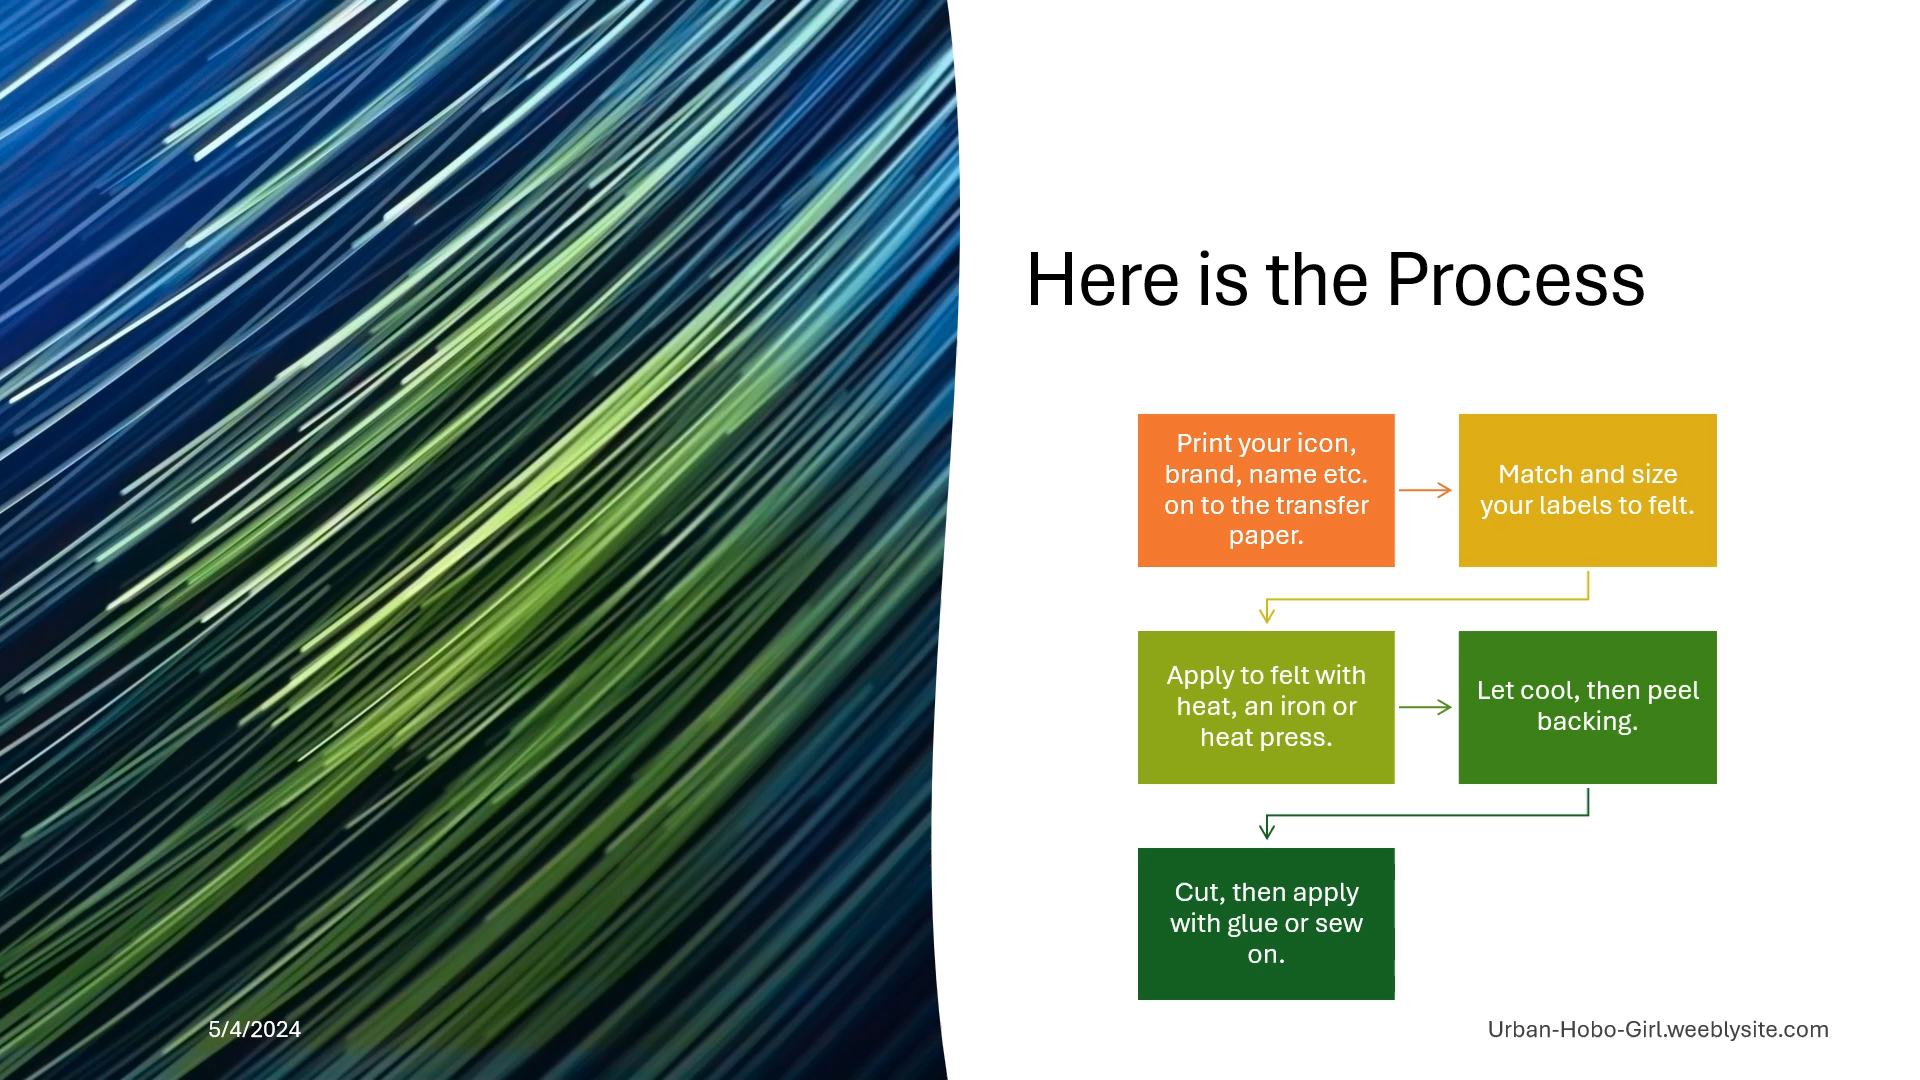 Here is the Process
Print your icon,
brand, name etc.
on to the transfer
paper.
Match and size
your labels to felt.
Apply to felt with
heat, an iron or
heat press.
Let cool, then peel
backing.
Cut, then apply
with glue or sew
on.
5/4/2024
Urban-Hobo-Girl.weeblysite.com